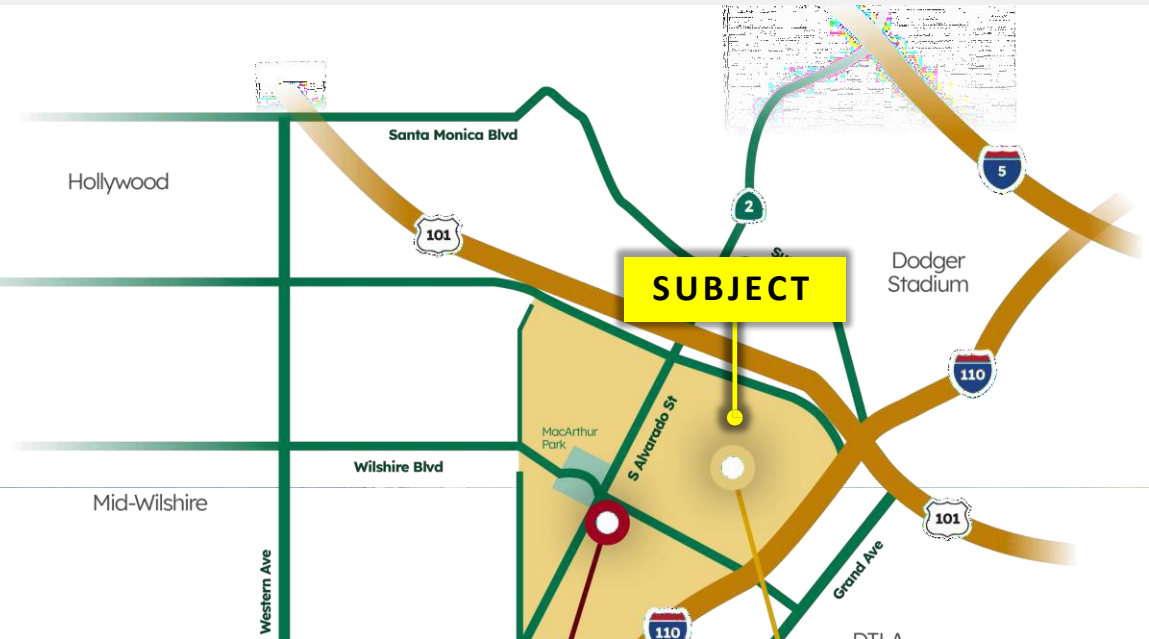 Santa Monica Blvd
Hollywood
5
2
101
SUBJECT
Dodger
Stadium
110
S Alvarado St
MacArthur
Park
Wilshire Blvd
Mid-Wilshire
101
Western Ave
Grand Ave
110
DTLA